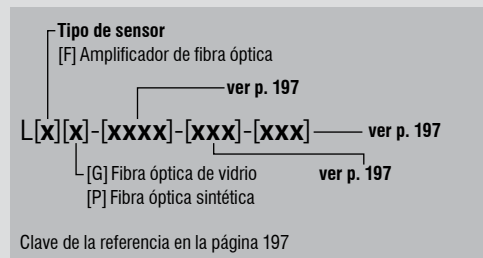 Tipo de sensor
[F] Amplificador de fibra óptica
ver p. 197
L[x][x]-[xxxx]-[xxx]-[xxx] ver p. 197
[G] Fibra óptica de vidrio ver p. 197
[P] Fibra óptica sintética
Clave de la referencia en la página 197